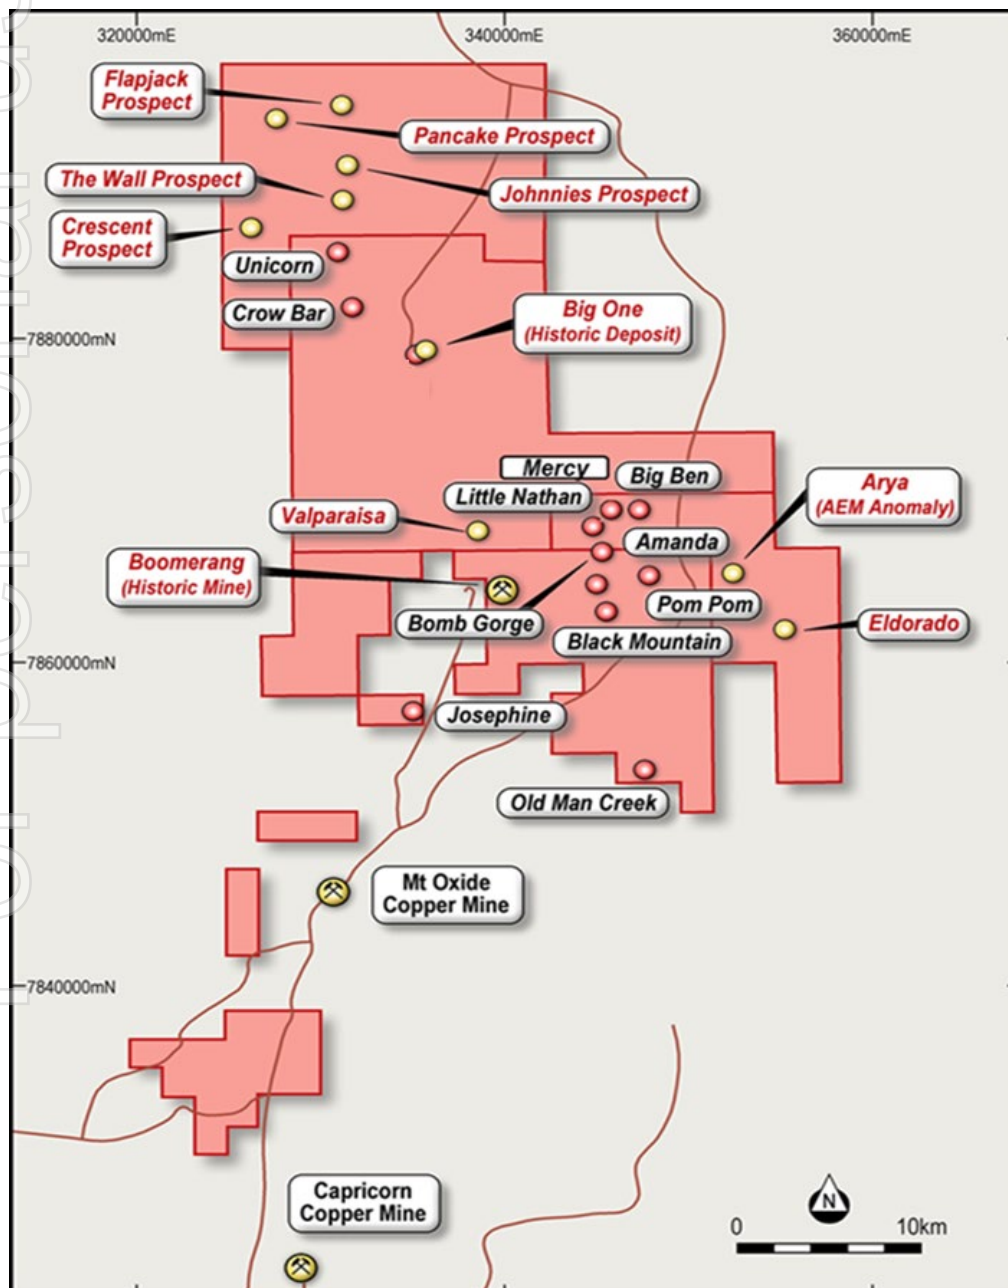 320000mE
340000mE
360000mE
Flapjack
Prospect
Pancake Prospect
The Wall Prospect
Johnnies Prospect
Crescent
Prospect
Unicorn
Crow Bar
Big One
(Historic Deposit)
7880000mN
Mercy
Big Ben
Little Nathan
Arya
(AEM Anomaly)
Valparaisa
Amanda
Boomerang
(Historic Mine)
Pom Pom
Bomb Gorge
Eldorado
Black Mountain
7860000mN
Josephine
Old Man Creek
Mt Oxide
Copper Mine
7840000mN
Capricorn
Copper Mine
N
0
10km